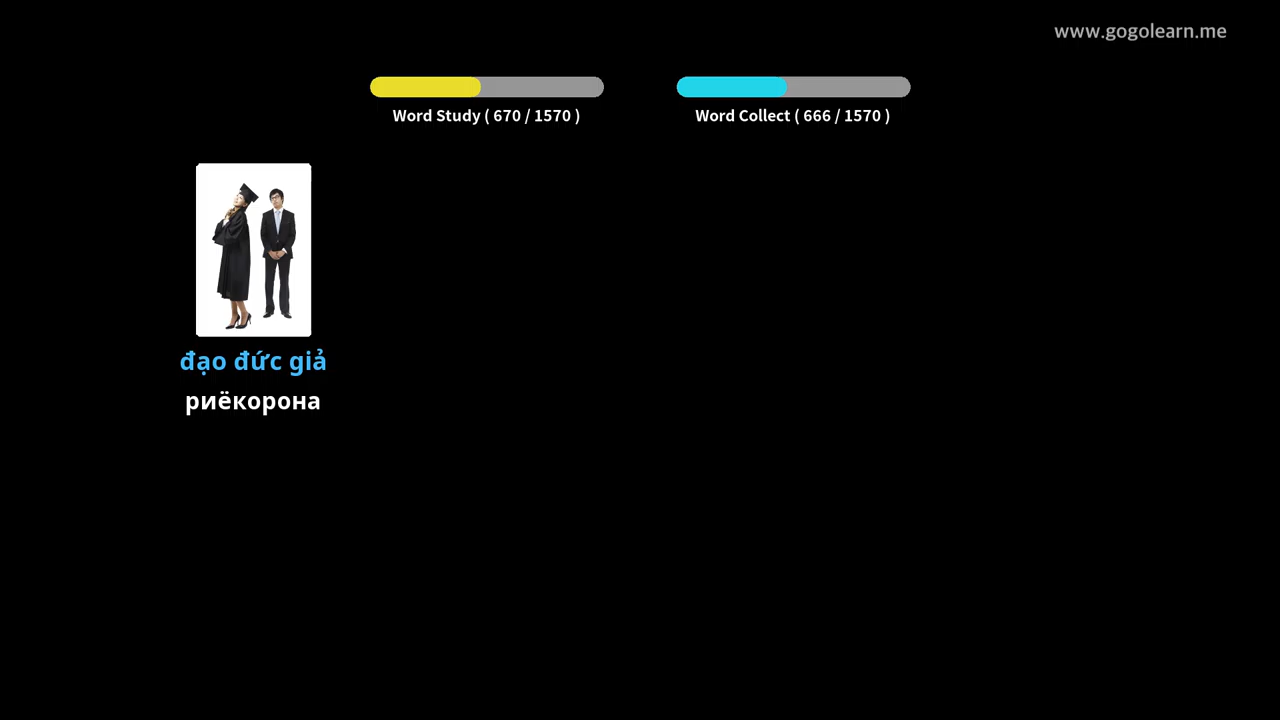 www.gogolearn.me
Word Study ( 670 / 1570 )
Word Collect ( 666 / 1570 )
đạo đức giả
риёкорона